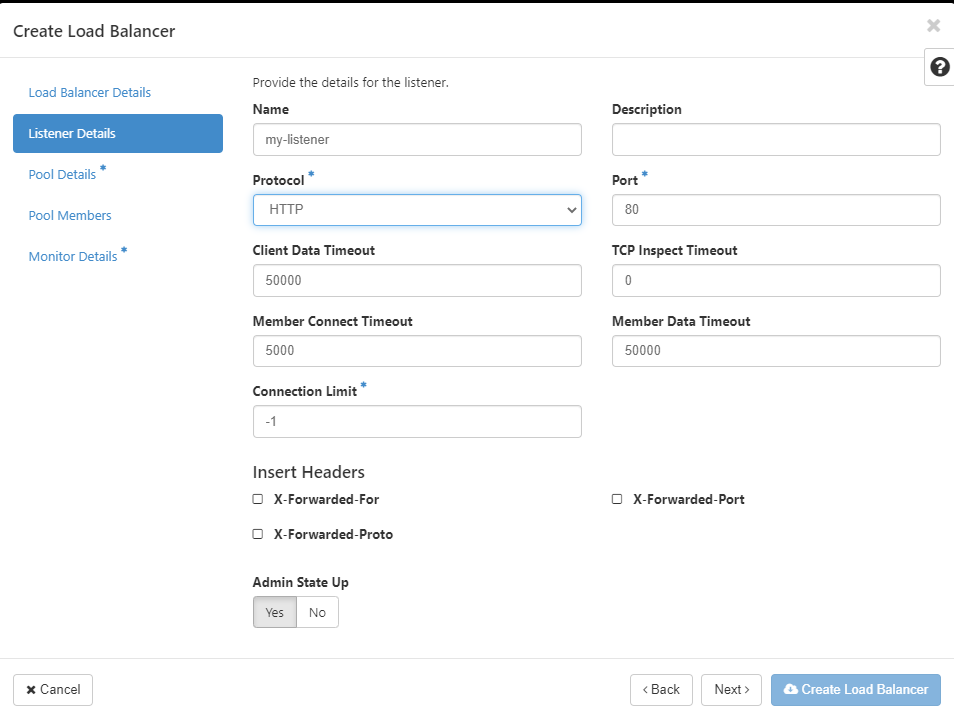 Create Load Balancer
×
?
Load Balancer Details
Listener Details
Pool Details *
Pool Members
Monitor Details *
Provide the details for the listener.
Name Description
my-listener
Protocol * Port *
HTTP 80
Client Data Timeout TCP Inspect Timeout
50000 0
Member Connect Timeout Member Data Timeout
5000 50000
Connection Limit *
-1
Insert Headers
X-Forwarded-For X-Forwarded-Port
X-Forwarded-Proto
Admin State Up
Yes No
× Cancel ‹ Back Next › Create Load Balancer